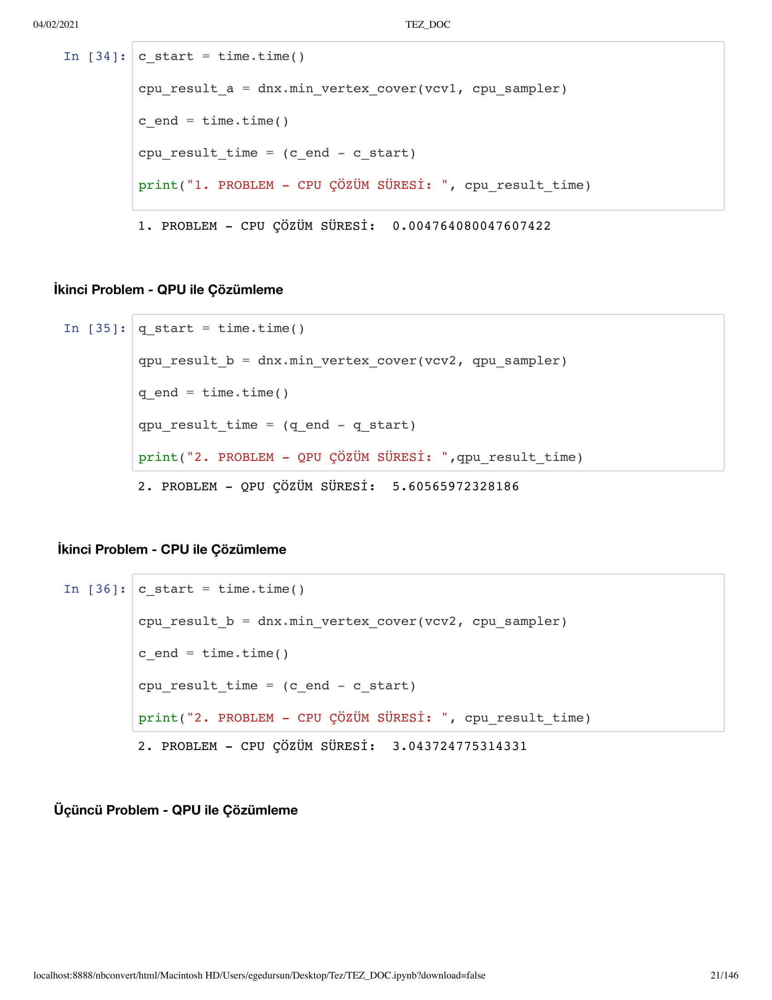 04/02/2021 TEZ_DOC
In [34]: c_start = time.time()
cpu_result_a = dnx.min_vertex_cover(vcv1, cpu_sampler)
c_end = time.time()
cpu_result_time = (c_end - c_start)
print("1. PROBLEM - CPU ÇÖZÜM SÜRESİ: ", cpu_result_time)
1. PROBLEM - CPU ÇÖZÜM SÜRESİ:  0.004764080047607422
İkinci Problem - QPU ile Çözümleme
In [35]: q_start = time.time()
qpu_result_b = dnx.min_vertex_cover(vcv2, qpu_sampler)
q_end = time.time()
qpu_result_time = (q_end - q_start)
print("2. PROBLEM - QPU ÇÖZÜM SÜRESİ: ",qpu_result_time)
2. PROBLEM - QPU ÇÖZÜM SÜRESİ:  5.60565972328186
İkinci Problem - CPU ile Çözümleme
In [36]: c_start = time.time()
cpu_result_b = dnx.min_vertex_cover(vcv2, cpu_sampler)
c_end = time.time()
cpu_result_time = (c_end - c_start)
print("2. PROBLEM - CPU ÇÖZÜM SÜRESİ: ", cpu_result_time)
2. PROBLEM - CPU ÇÖZÜM SÜRESİ:  3.043724775314331
Üçüncü Problem - QPU ile Çözümleme
localhost:8888/nbconvert/html/Macintosh HD/Users/egedursun/Desktop/Tez/TEZ_DOC.ipynb?download=false 21/146